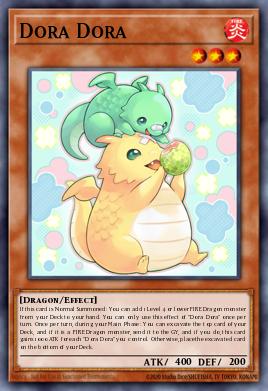 DORA DORA
FIRE
炎
[DRAGON/EFFECT]
If this card is Normal Summoned: You can add 1 Level 4 or lower FIRE Dragon monster
from your Deck to your hand. You can only use this effect of "Dora Dora" once per
turn. Once per turn, during your Main Phase: You can excavate the top card of your
Deck, and if it is a FIRE Dragon monster, send it to the GY, and if you do, this card
gains 1000 ATK for each "Dora Dora" you control. Otherwise, place the excavated card
on the bottom of your Deck.
ATK/ 400 DEF/ 200
©2020 Studio Dice/SHUEISHA, TV TOKYO, KONAMI